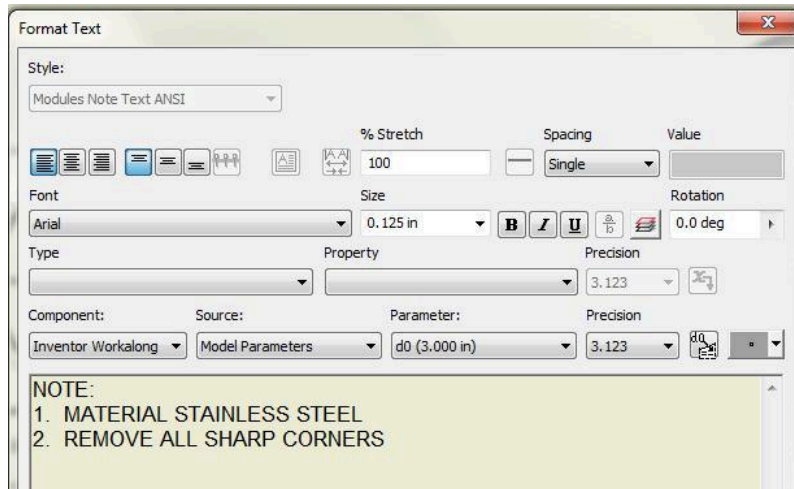 Format Text
Style:
Modules Note Text ANSI
% Stretch Spacing Value
100 Single
Font Size Rotation
Arial 0.125 in B I U a/b 0.0 deg
Type Property Precision
3.123
Component: Source: Parameter: Precision
Inventor Workalong Model Parameters d0 (3.000 in) 3.123
NOTE:
1. MATERIAL STAINLESS STEEL
2. REMOVE ALL SHARP CORNERS